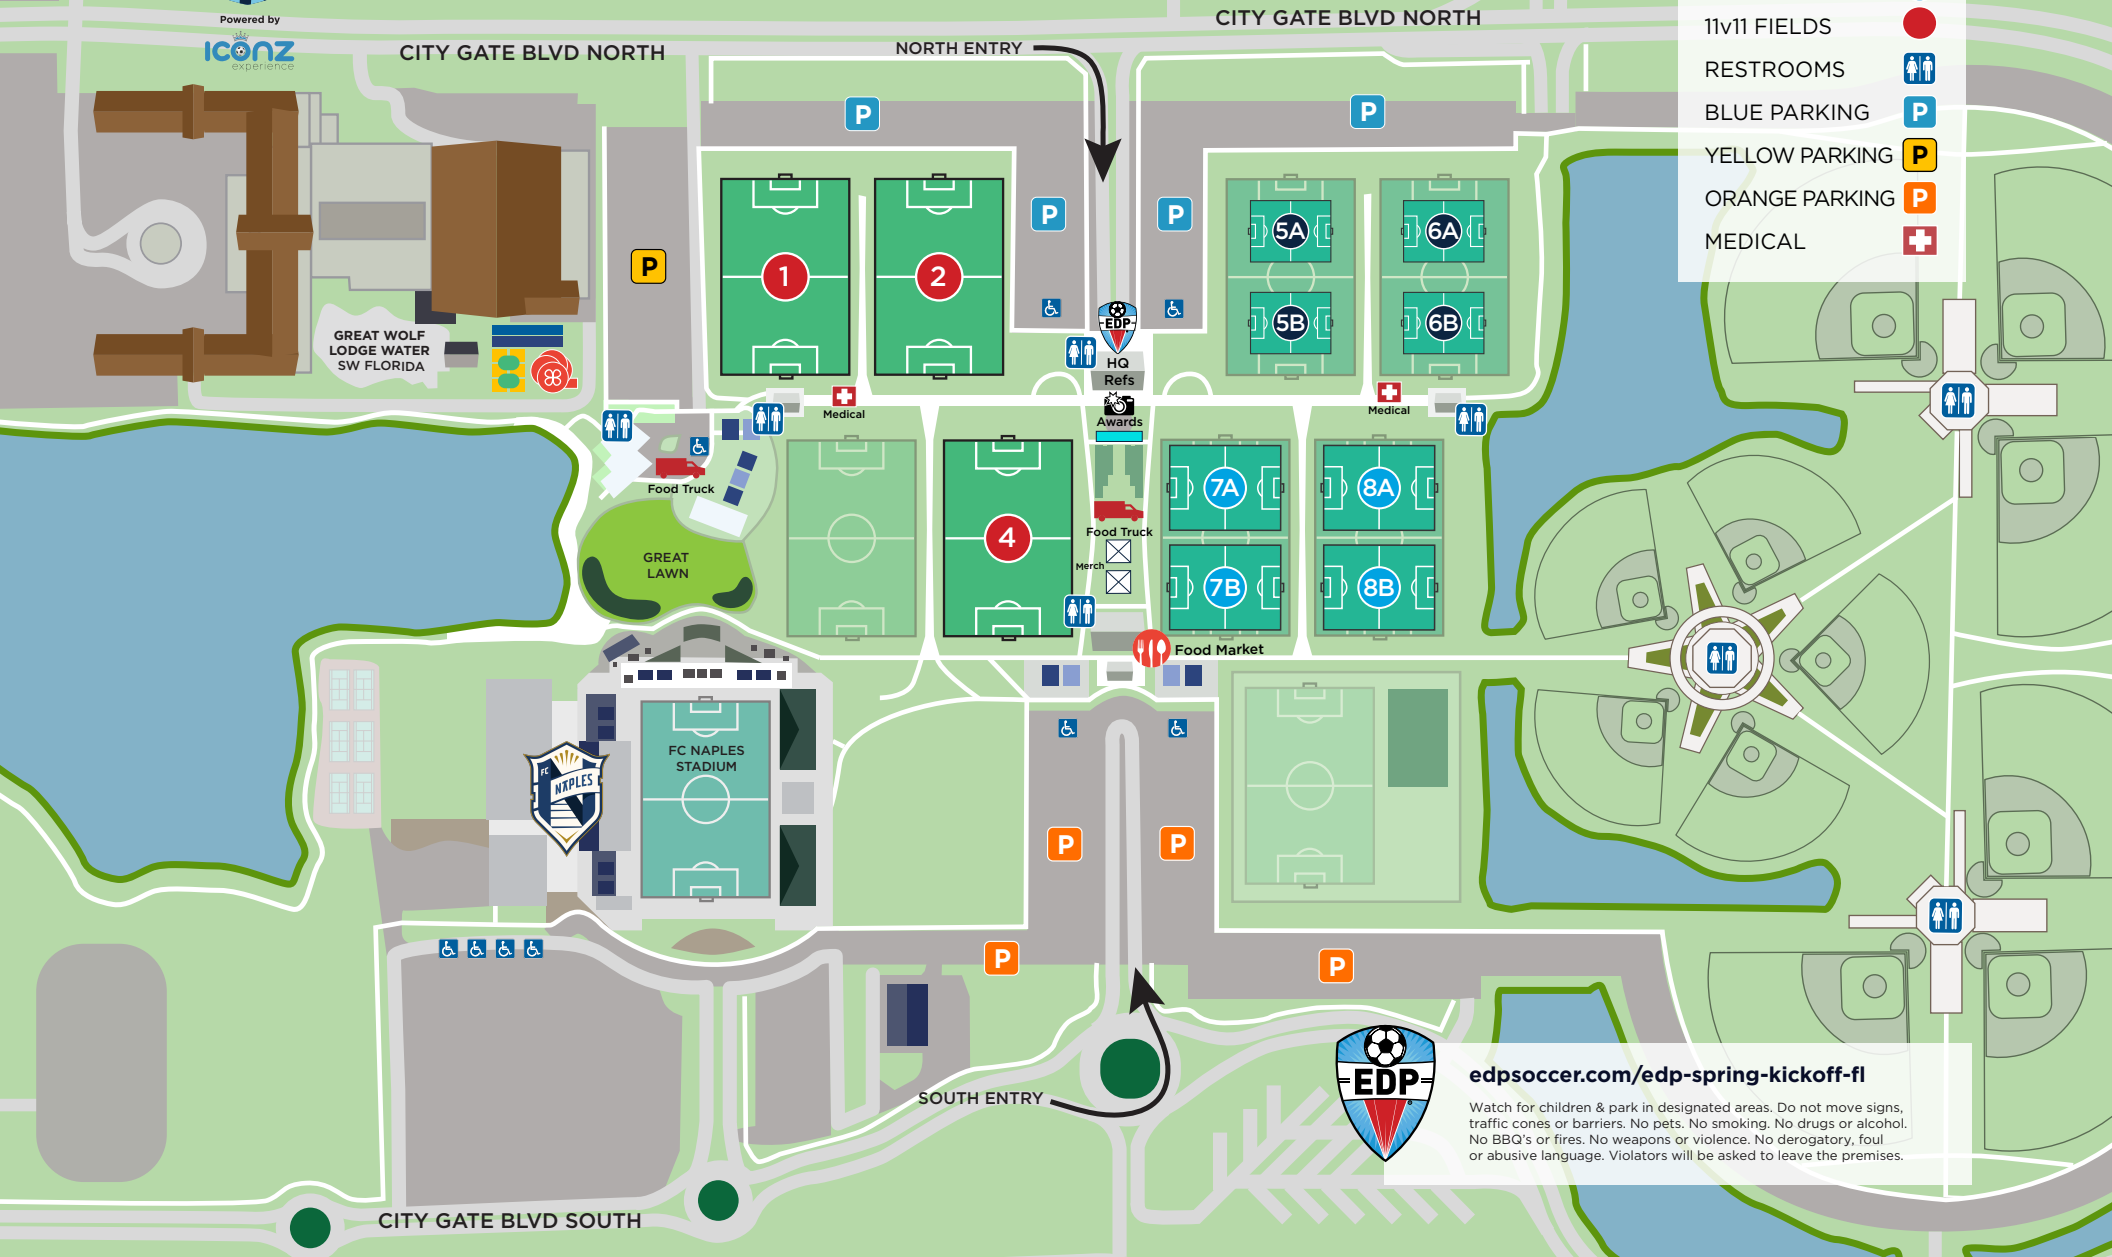 Powered by
ICONZ
experience
CITY GATE BLVD NORTH
NORTH ENTRY
CITY GATE BLVD NORTH
11v11 FIELDS
RESTROOMS
BLUE PARKING P
YELLOW PARKING P
ORANGE PARKING P
MEDICAL
P
P
P
P
P
1
2
5A
6A
5B
6B
EDP
HQ
Refs
Awards
GREAT WOLF
LODGE WATER
SW FLORIDA
Medical
Medical
Food Truck
4
7A
8A
Food Truck
Merch
7B
8B
GREAT
LAWN
Food Market
FC NAPLES
STADIUM
FC
NAPLES
P
P
P
P
SOUTH ENTRY
EDP
edpsoccer.com/edp-spring-kickoff-fl
Watch for children & park in designated areas. Do not move signs,
traffic cones or barriers. No pets. No smoking. No drugs or alcohol.
No BBQ's or fires. No weapons or violence. No derogatory, foul
or abusive language. Violators will be asked to leave the premises.
CITY GATE BLVD SOUTH